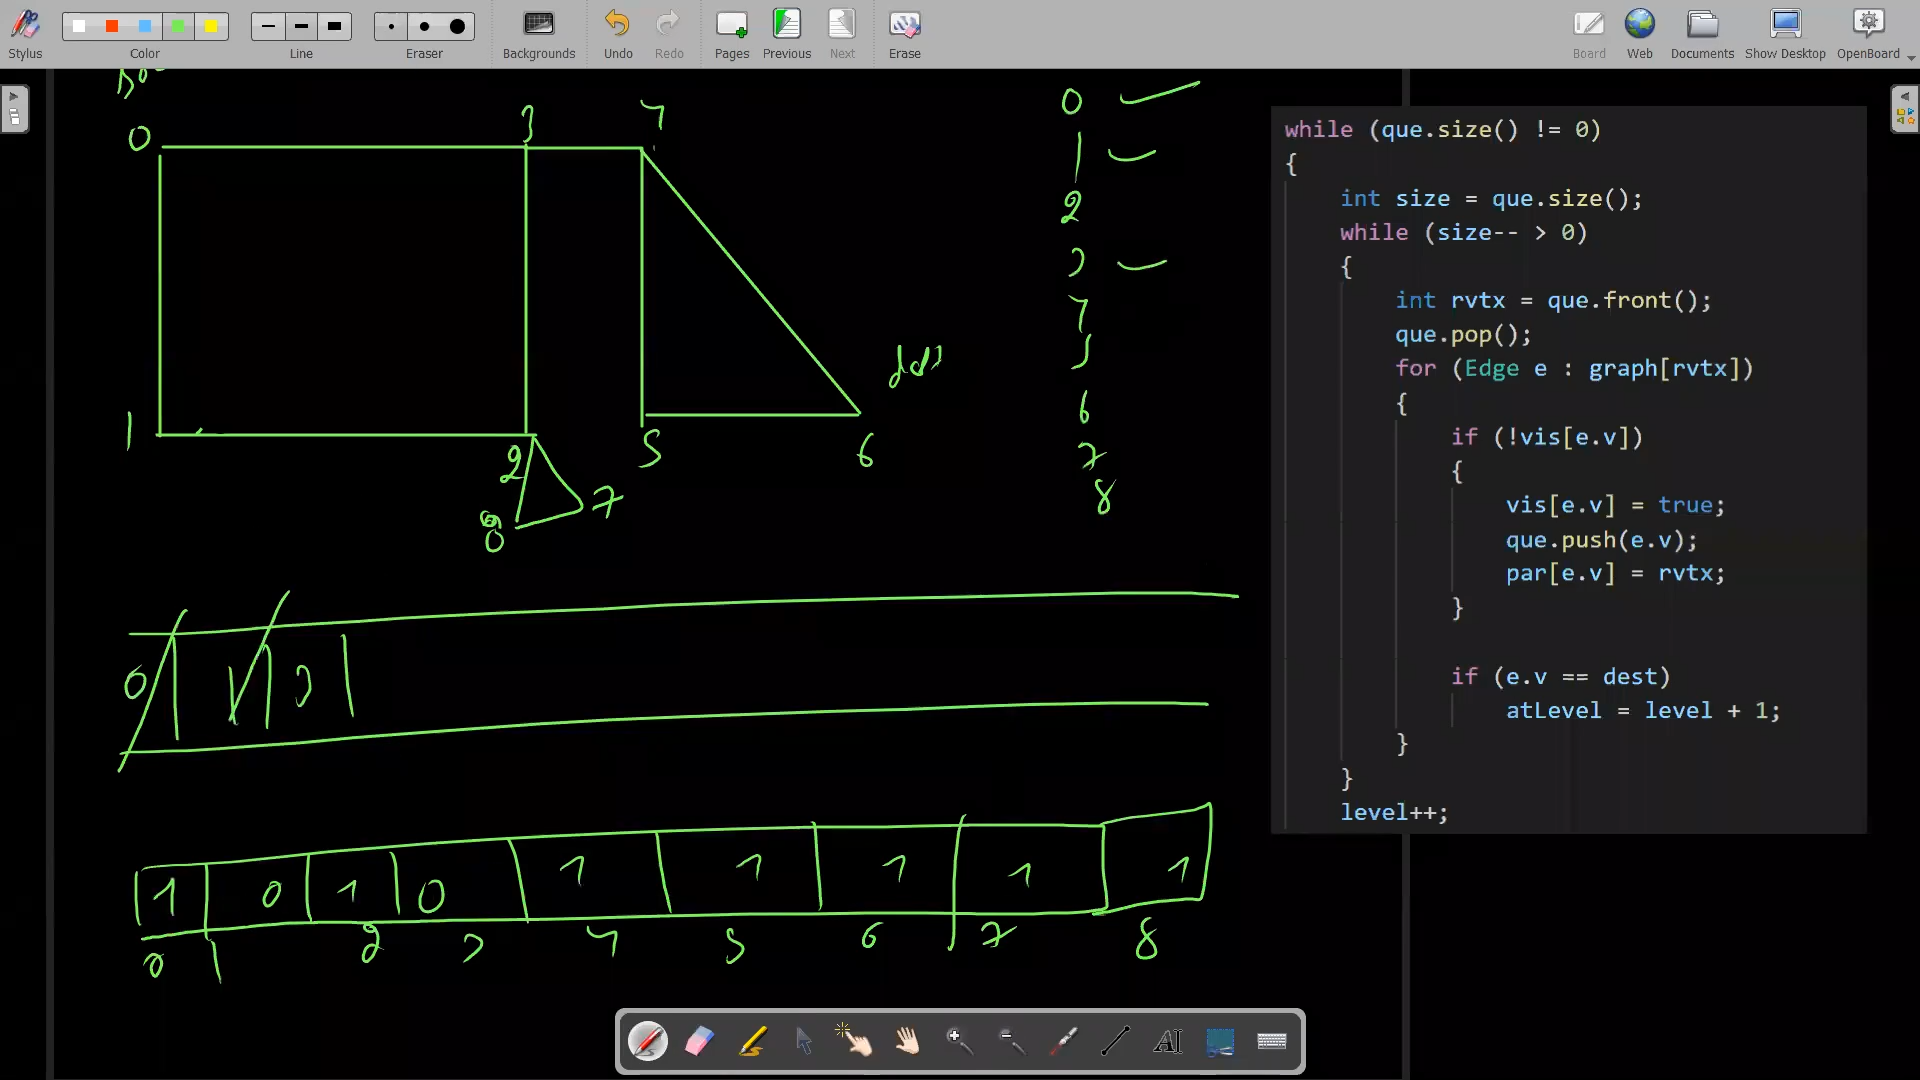 Stylus
Color
Line
Eraser
Backgrounds
Undo
Redo
Pages
Previous
Next
Erase
Board
Web
Documents
Show Desktop
OpenBoard
0
3
4
1
2
5
6
7
8
0
1
2
3
4
5
6
7
8
while (que.size() != 0)
{
int size = que.size();
while (size-- > 0)
{
int rvtx = que.front();
que.pop();
for (Edge e : graph[rvtx])
{
if (!vis[e.v])
{
vis[e.v] = true;
que.push(e.v);
par[e.v] = rvtx;
}
if (e.v == dest)
atLevel = level + 1;
}
}
level++;
0 1 3
1 0 1 0 1 1 1 1 1
0 1 2 3 4 5 6 7 8